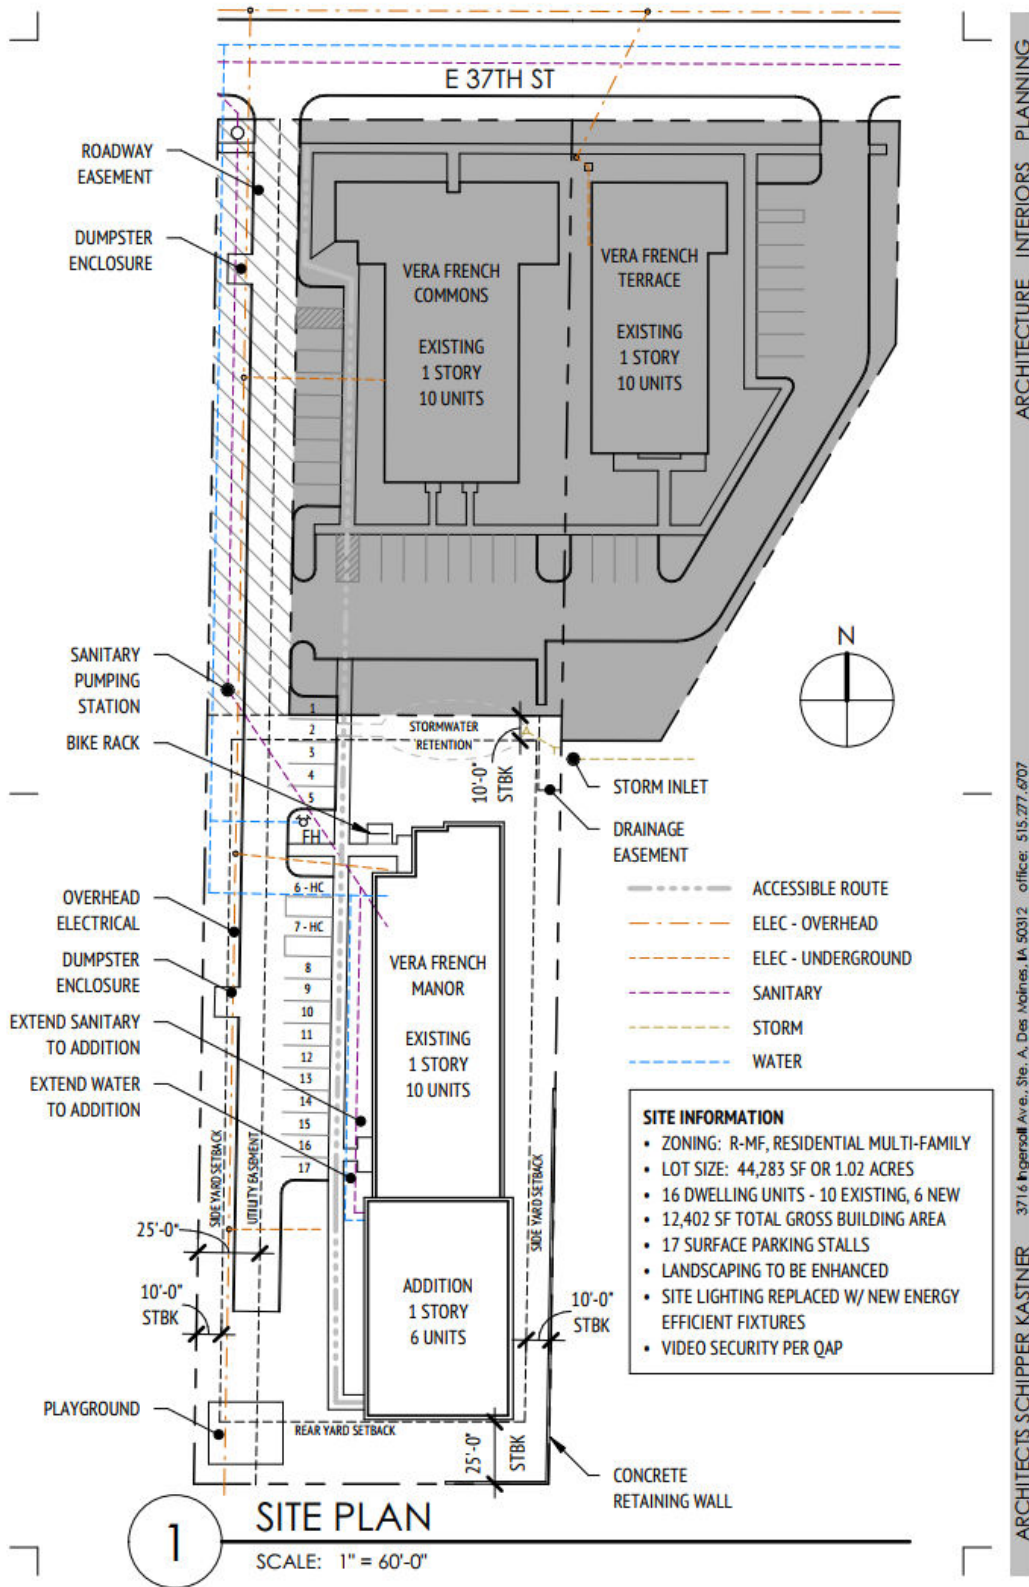 E 37TH ST
ROADWAY
EASEMENT
DUMPSTER
ENCLOSURE
VERA FRENCH
COMMONS
EXISTING
1 STORY
10 UNITS
VERA FRENCH
TERRACE
EXISTING
1 STORY
10 UNITS
N
SANITARY
PUMPING
STATION
BIKE RACK
1
2
3
4
5
FH
6 - HC
7 - HC
8
9
10
11
12
13
14
15
16
17
STORMWATER
RETENTION
10'-0"
STBK
STORM INLET
DRAINAGE
EASEMENT
OVERHEAD
ELECTRICAL
DUMPSTER
ENCLOSURE
EXTEND SANITARY
TO ADDITION
EXTEND WATER
TO ADDITION
VERA FRENCH
MANOR
EXISTING
1 STORY
10 UNITS
ACCESSIBLE ROUTE
ELEC - OVERHEAD
ELEC - UNDERGROUND
SANITARY
STORM
WATER
SITE INFORMATION
• ZONING: R-MF, RESIDENTIAL MULTI-FAMILY
• LOT SIZE: 44,283 SF OR 1.02 ACRES
• 16 DWELLING UNITS - 10 EXISTING, 6 NEW
• 12,402 SF TOTAL GROSS BUILDING AREA
• 17 SURFACE PARKING STALLS
• LANDSCAPING TO BE ENHANCED
• SITE LIGHTING REPLACED W/ NEW ENERGY
EFFICIENT FIXTURES
• VIDEO SECURITY PER QAP
SIDE YARD SETBACK
UTILITY EASEMENT
SIDE YARD SETBACK
25'-0"
10'-0"
STBK
ADDITION
1 STORY
6 UNITS
10'-0"
STBK
PLAYGROUND
REAR YARD SETBACK
25'-0"
STBK
CONCRETE
RETAINING WALL
1
SITE PLAN
SCALE: 1" = 60'-0"
ARCHITECTS SCHIPPER KASTNER 3716 Ingersoll Ave., Ste. A, Des Moines, IA 50312 office: 515.277.6707 ARCHITECTURE INTERIORS PLANNING